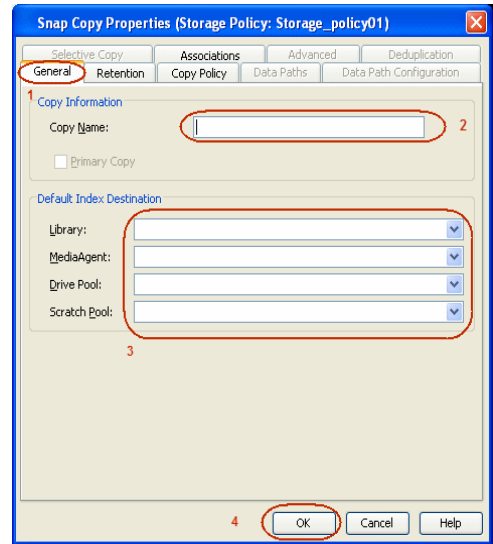 Snap Copy Properties (Storage Policy: Storage_policy01)
Selective Copy Associations Advanced Deduplication
General Retention Copy Policy Data Paths Data Path Configuration
1
Copy Information
Copy Name: 2
Primary Copy
Default Index Destination
Library:
MediaAgent:
Drive Pool:
Scratch Pool:
3
4 OK Cancel Help